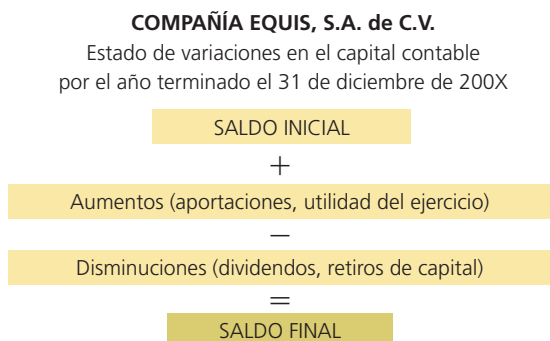 COMPAÑÍA EQUIS, S.A. de C.V.
Estado de variaciones en el capital contable
por el año terminado el 31 de diciembre de 200X
SALDO INICIAL
+
Aumentos (aportaciones, utilidad del ejercicio)
–
Disminuciones (dividendos, retiros de capital)
=
SALDO FINAL